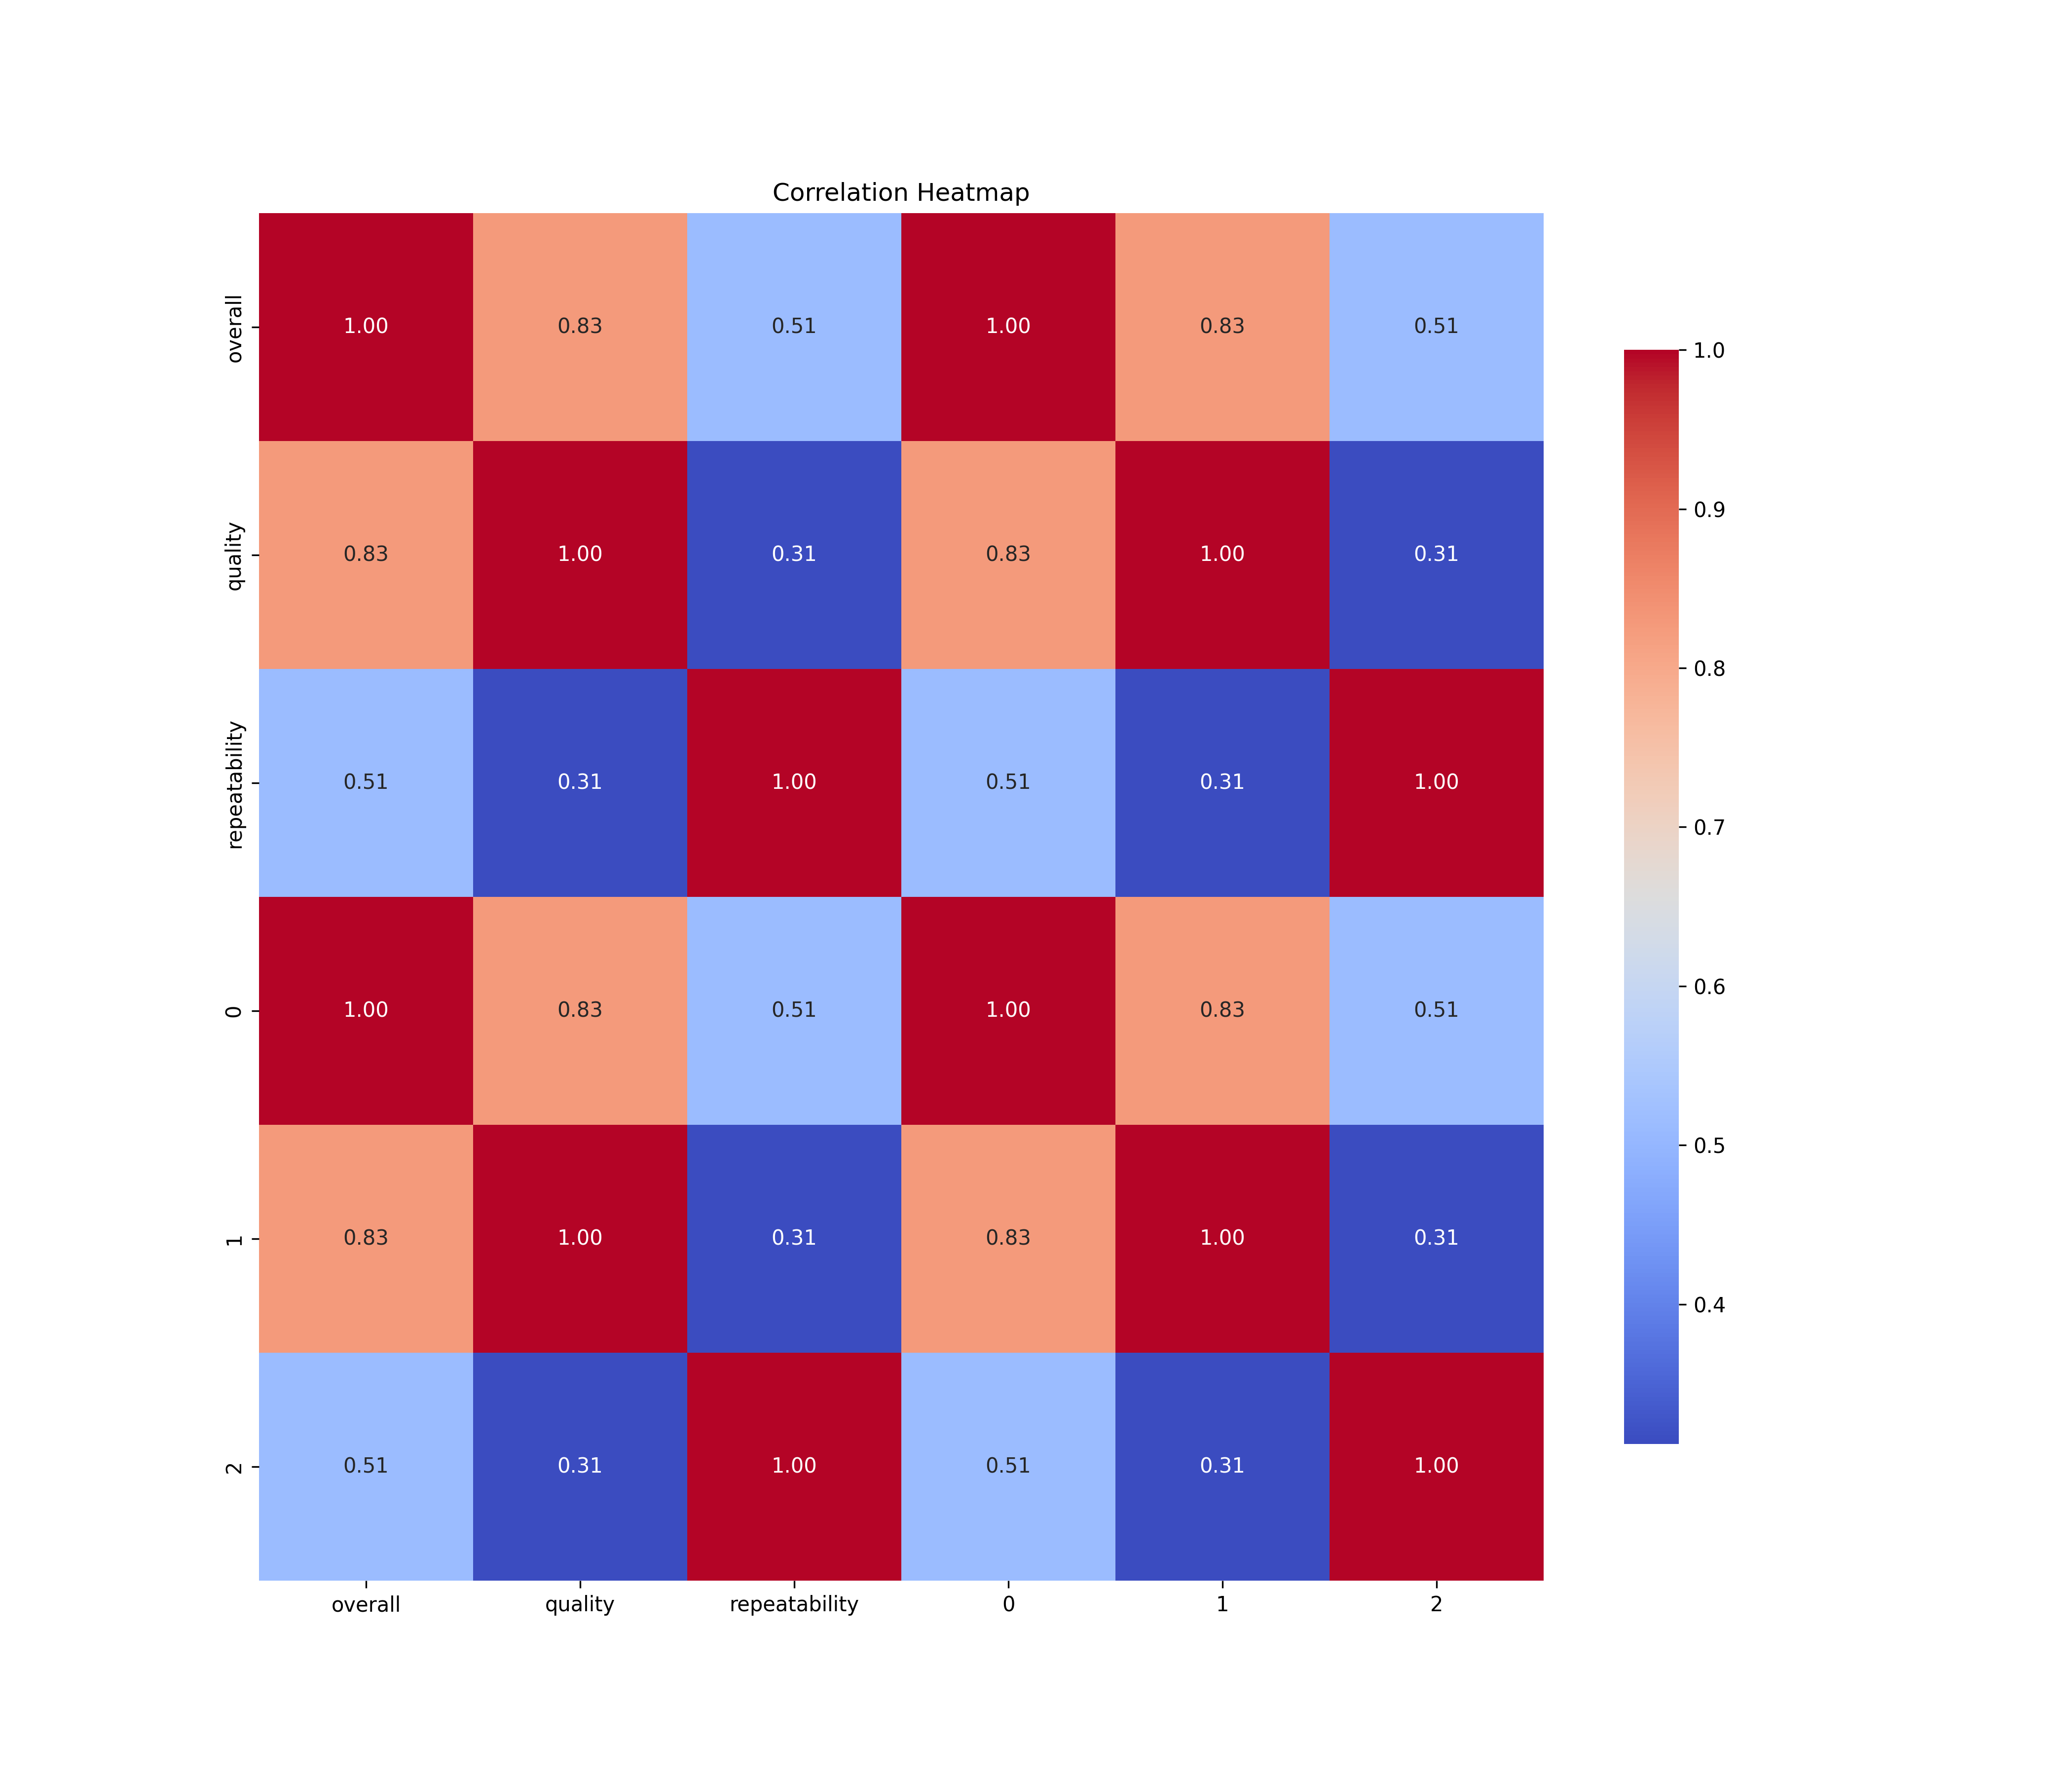 Correlation Heatmap
overall 1.00 0.83 0.51 1.00 0.83 0.51
quality 0.83 1.00 0.31 0.83 1.00 0.31
repeatability 0.51 0.31 1.00 0.51 0.31 1.00
0 1.00 0.83 0.51 1.00 0.83 0.51
1 0.83 1.00 0.31 0.83 1.00 0.31
2 0.51 0.31 1.00 0.51 0.31 1.00
overall quality repeatability 0 1 2
1.0
0.9
0.8
0.7
0.6
0.5
0.4